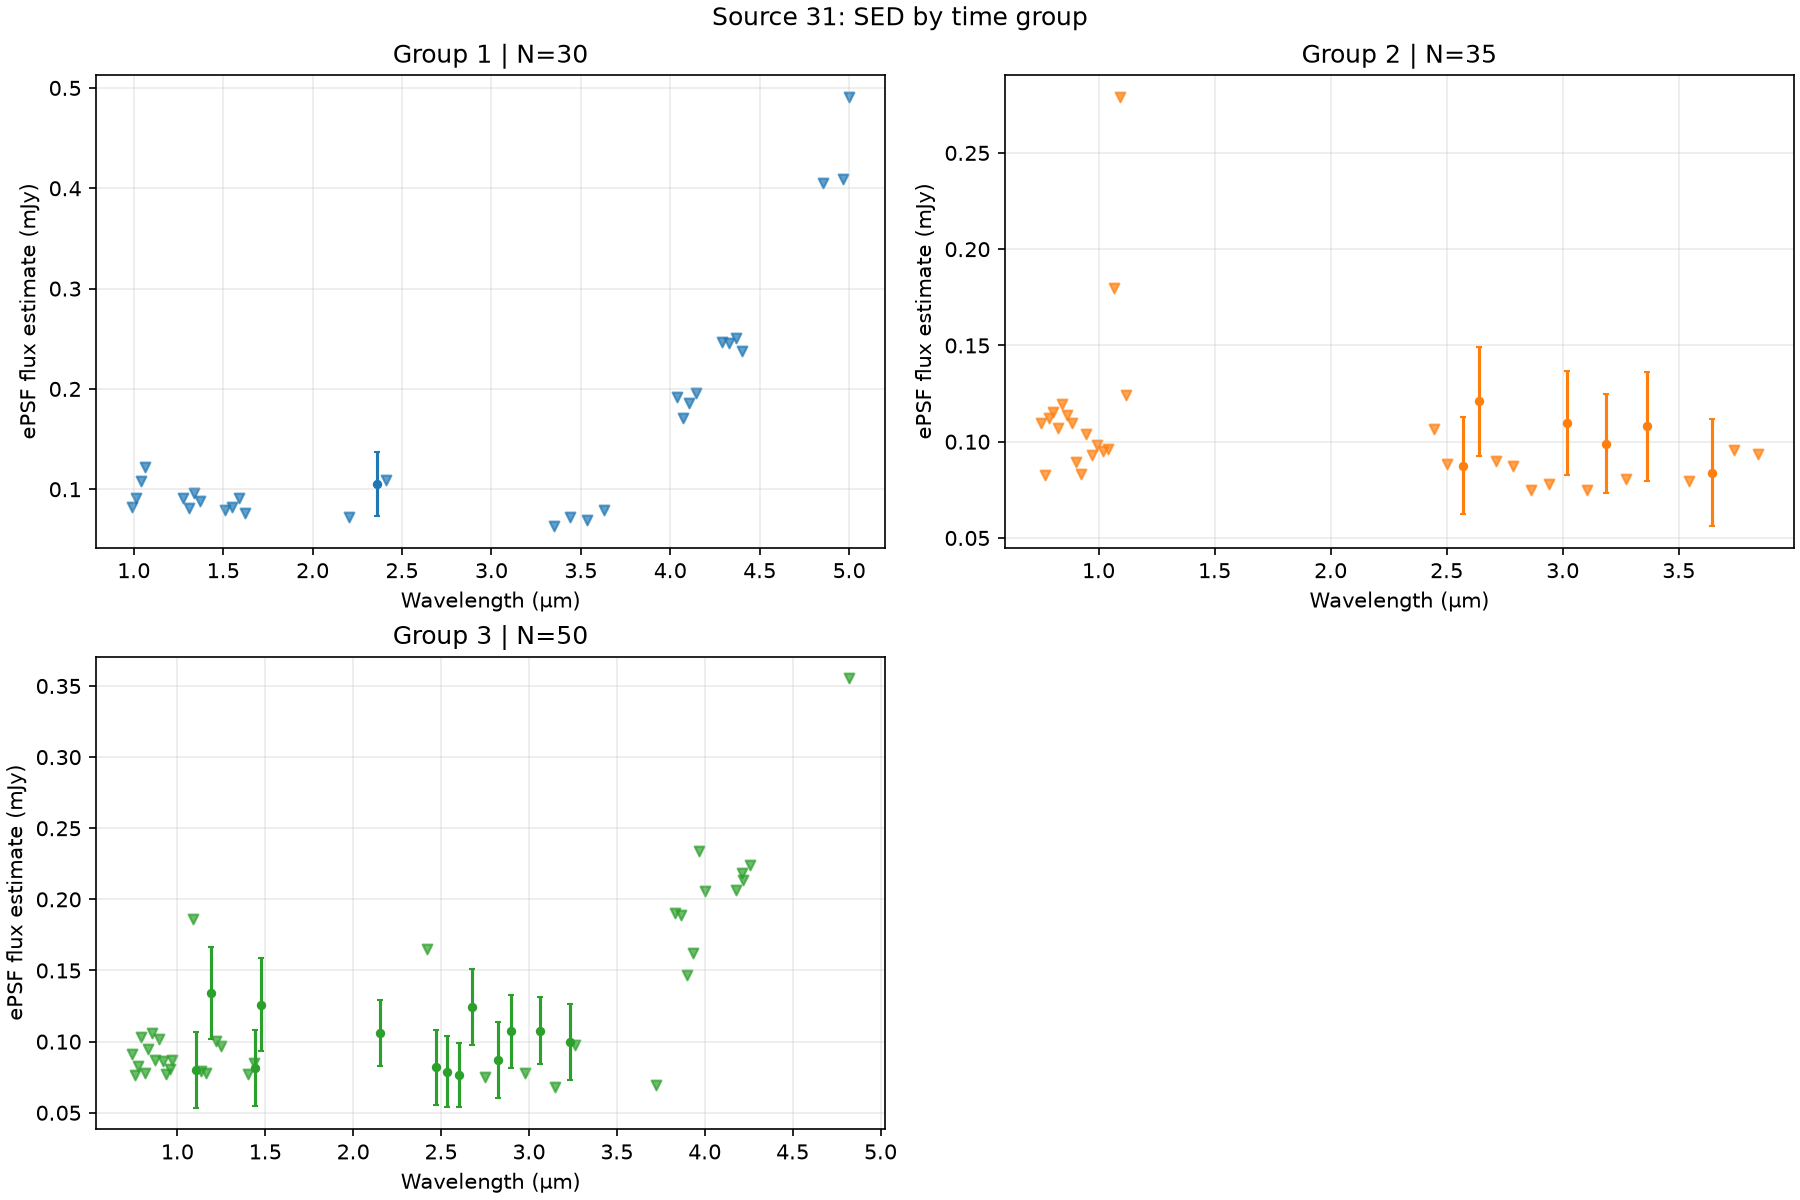 Source 31: SED by time group
Group 1 | N=30
ePSF flux estimate (mJy)
0.5
0.4
0.3
0.2
0.1
1.0 1.5 2.0 2.5 3.0 3.5 4.0 4.5 5.0
Wavelength (μm)
Group 2 | N=35
ePSF flux estimate (mJy)
0.25
0.20
0.15
0.10
0.05
1.0 1.5 2.0 2.5 3.0 3.5
Wavelength (μm)
Group 3 | N=50
ePSF flux estimate (mJy)
0.35
0.30
0.25
0.20
0.15
0.10
0.05
1.0 1.5 2.0 2.5 3.0 3.5 4.0 4.5 5.0
Wavelength (μm)